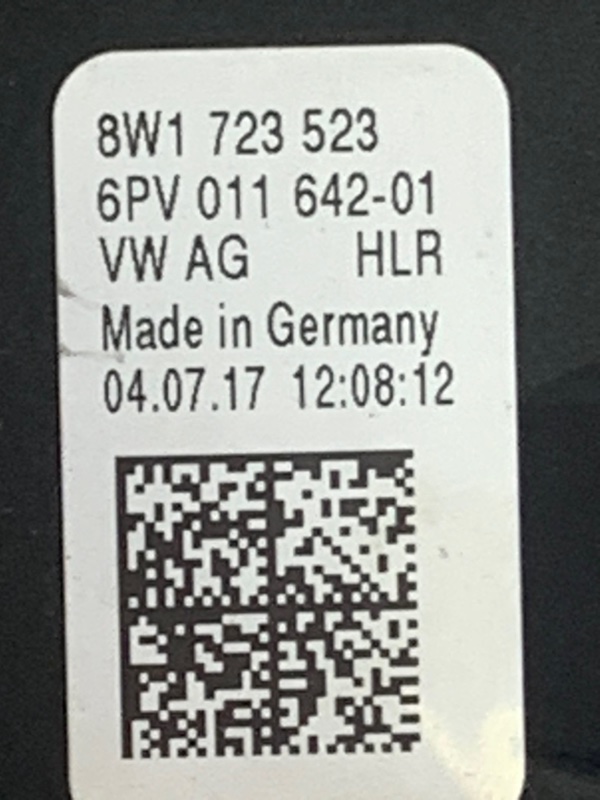 8W1 723 523
6PV 011 642-01
VW AG HLR
Made in Germany
04.07.17 12:08:12